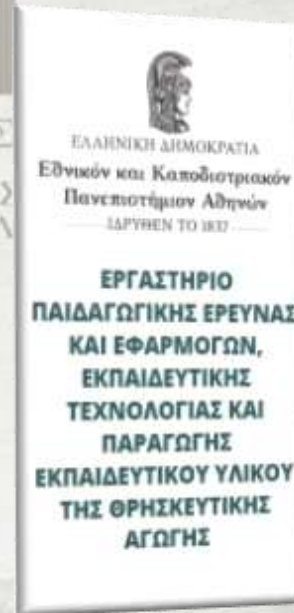 ΕΛΛΗΝΙΚΗ ΔΗΜΟΚΡΑΤΙΑ
Εθνικόν και Καποδιστριακόν
Πανεπιστήμιον Αθηνών
ΙΔΡΥΘΕΝ ΤΟ 1837
ΕΡΓΑΣΤΗΡΙΟ
ΠΑΙΔΑΓΩΓΙΚΗΣ ΕΡΕΥΝΑΣ
ΚΑΙ ΕΦΑΡΜΟΓΩΝ,
ΕΚΠΑΙΔΕΥΤΙΚΗΣ
ΤΕΧΝΟΛΟΓΙΑΣ ΚΑΙ
ΠΑΡΑΓΩΓΗΣ
ΕΚΠΑΙΔΕΥΤΙΚΟΥ ΥΛΙΚΟΥ
ΤΗΣ ΘΡΗΣΚΕΥΤΙΚΗΣ
ΑΓΩΓΗΣ